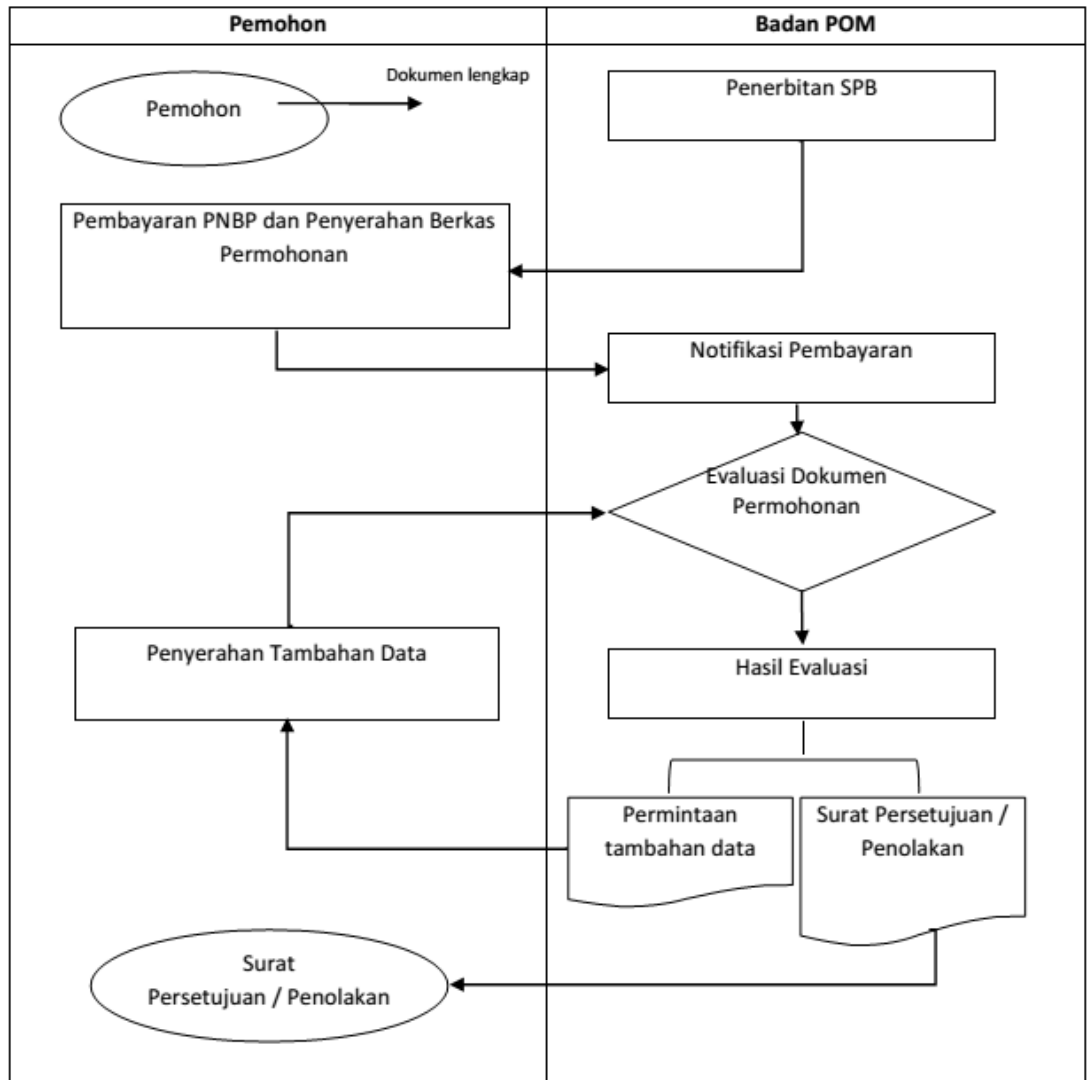 Pemohon
Badan POM
Dokumen lengkap
Pemohon
Penerbitan SPB
Pembayaran PNBP dan Penyerahan Berkas
Permohonan
Notifikasi Pembayaran
Evaluasi Dokumen
Permohonan
Penyerahan Tambahan Data
Hasil Evaluasi
Permintaan
tambahan data
Surat Persetujuan /
Penolakan
Surat
Persetujuan / Penolakan